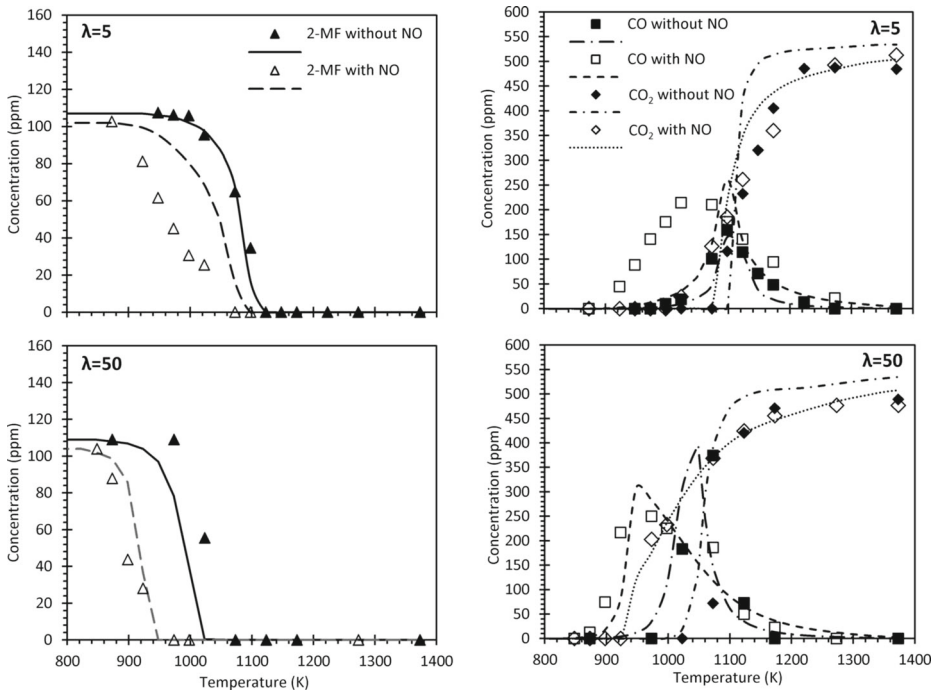 λ=5
2-MF without NO
2-MF with NO
Concentration (ppm)
160
140
120
100
80
60
40
20
0
λ=5
CO without NO
CO with NO
CO₂ without NO
CO₂ with NO
Concentration (ppm)
600
550
500
450
400
350
300
250
200
150
100
50
0
λ=50
Concentration (ppm)
160
140
120
100
80
60
40
20
0
800 900 1000 1100 1200 1300 1400
Temperature (K)
λ=50
Concentration (ppm)
600
500
400
300
250
200
150
100
50
0
800 900 1000 1100 1200 1300 1400
Temperature (K)